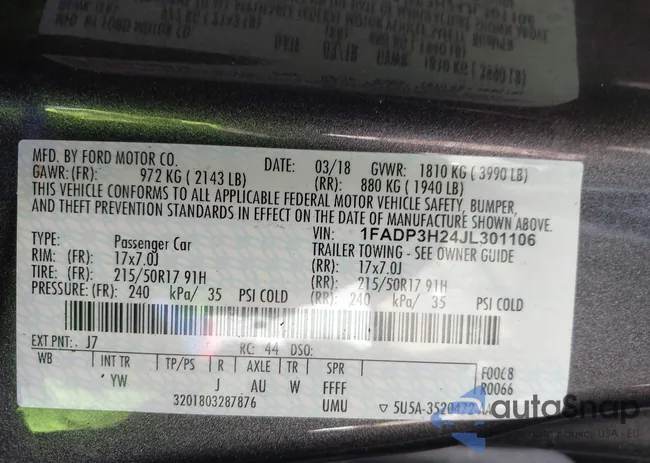 MFD. BY FORD MOTOR CO. DATE: 03/18 GVWR: 1810 KG ( 3990 LB)
GAWR: (FR): 972 KG ( 2143 LB) (RR): 880 KG ( 1940 LB)
THIS VEHICLE CONFORMS TO ALL APPLICABLE FEDERAL MOTOR VEHICLE SAFETY, BUMPER,
AND THEFT PREVENTION STANDARDS IN EFFECT ON THE DATE OF MANUFACTURE SHOWN ABOVE.
VIN: 1FADP3H24JL301106
TYPE: Passenger Car TRAILER TOWING - SEE OWNER GUIDE
RIM: (FR): 17x7.0J (RR): 17x7.0J
TIRE: (FR): 215/50R17 91H (RR): 215/50R17 91H
PRESSURE: (FR): 240 kPa/ 35 PSI COLD (RR): 240 kPa/ 35 PSI COLD
EXT PNT: J7 RC: 44 DSO:
WB INT TR TP/PS R AXLE TR SPR
YW J AU W FFFF
F0068
R0066
3201803287876 UMU ▽ 5U5A-3520472-
autoSnap